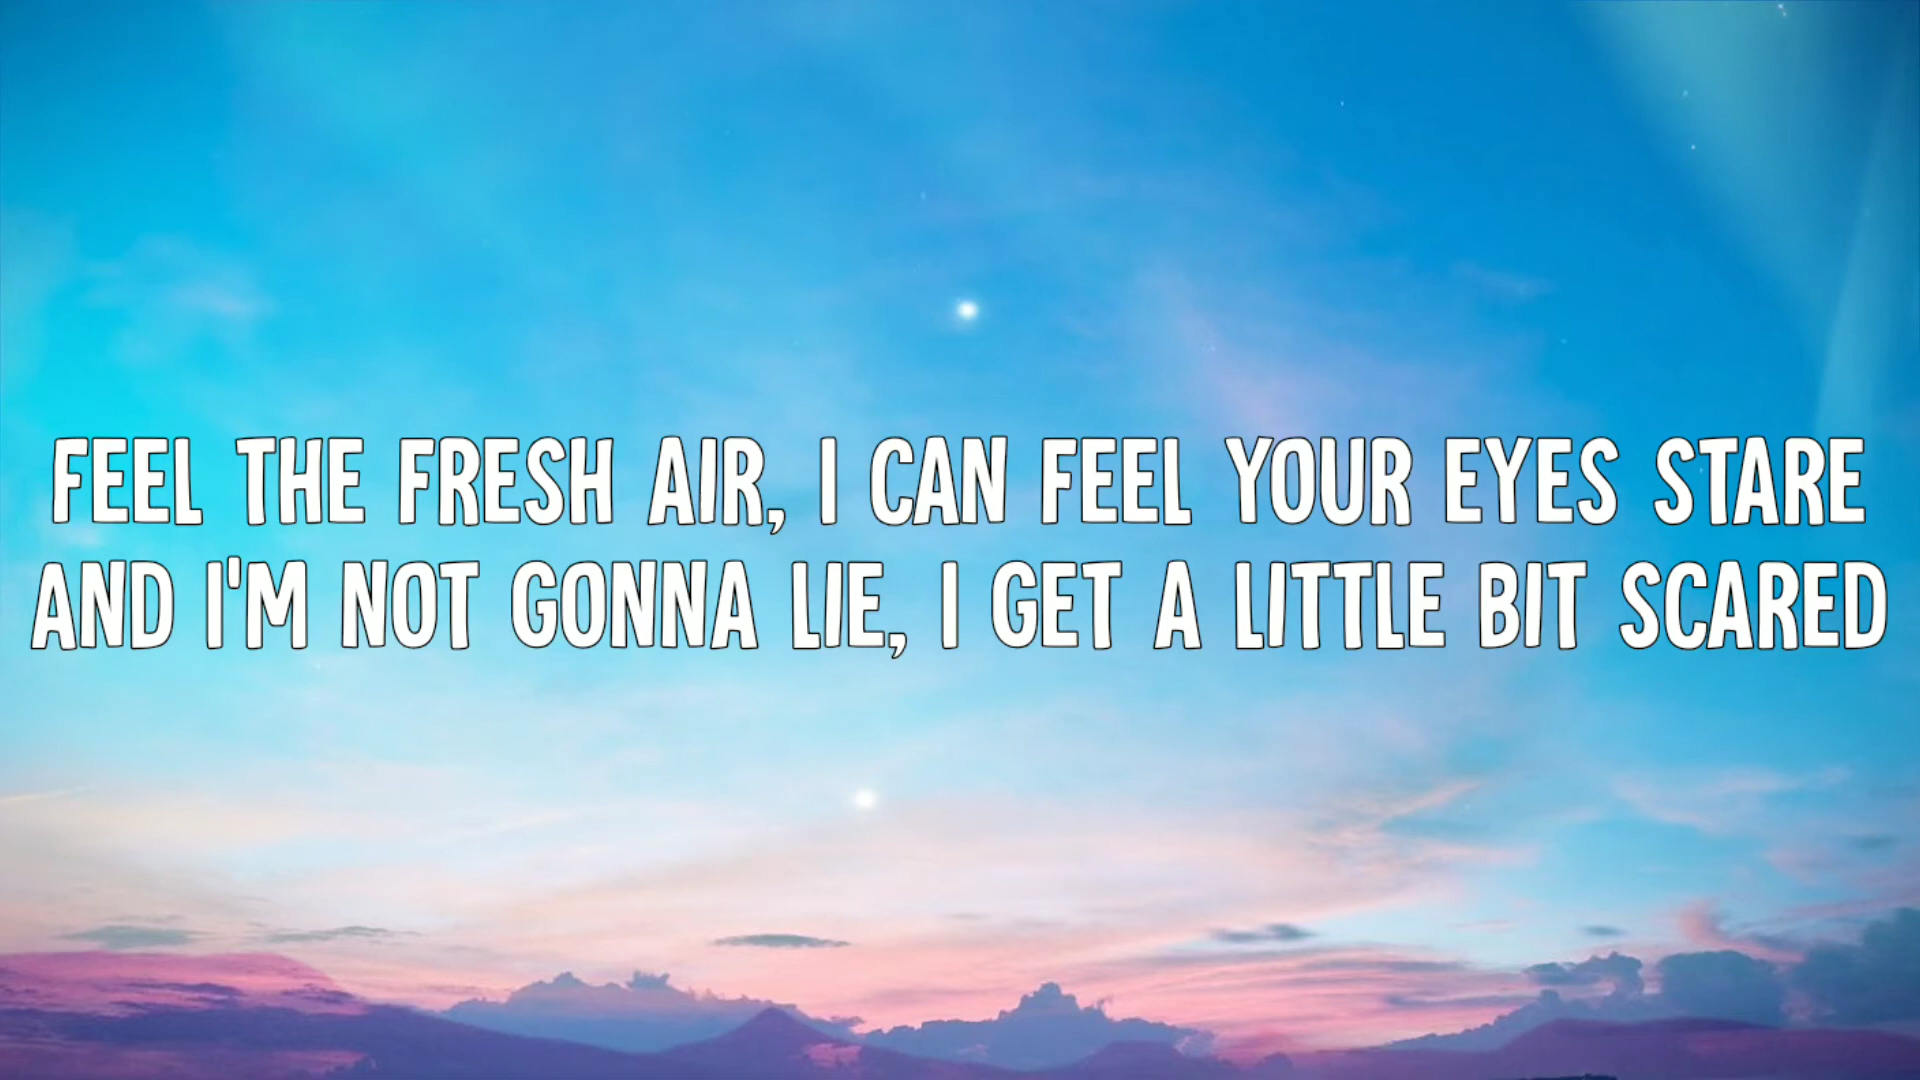 FEEL THE FRESH AIR, I CAN FEEL YOUR EYES STARE
AND I'M NOT GONNA LIE, I GET A LITTLE BIT SCARED